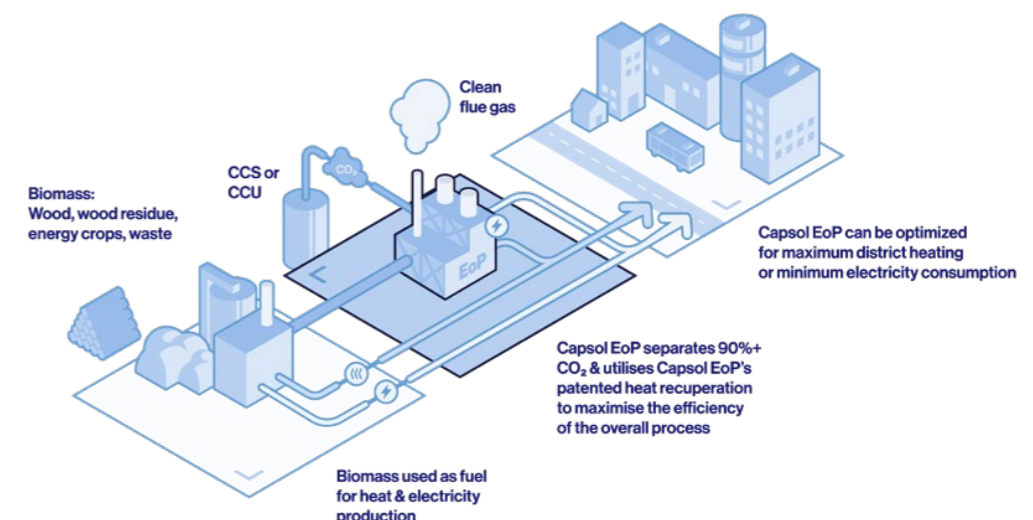 Clean
flue gas
CO₂
CCS or
CCU
Biomass:
Wood, wood residue,
energy crops, waste
EoP
Capsol EoP can be optimized
for maximum district heating
or minimum electricity consumption
Capsol EoP separates 90%+
CO₂ & utilises Capsol EoP's
patented heat recuperation
to maximise the efficiency
of the overall process
Biomass used as fuel
for heat & electricity
production